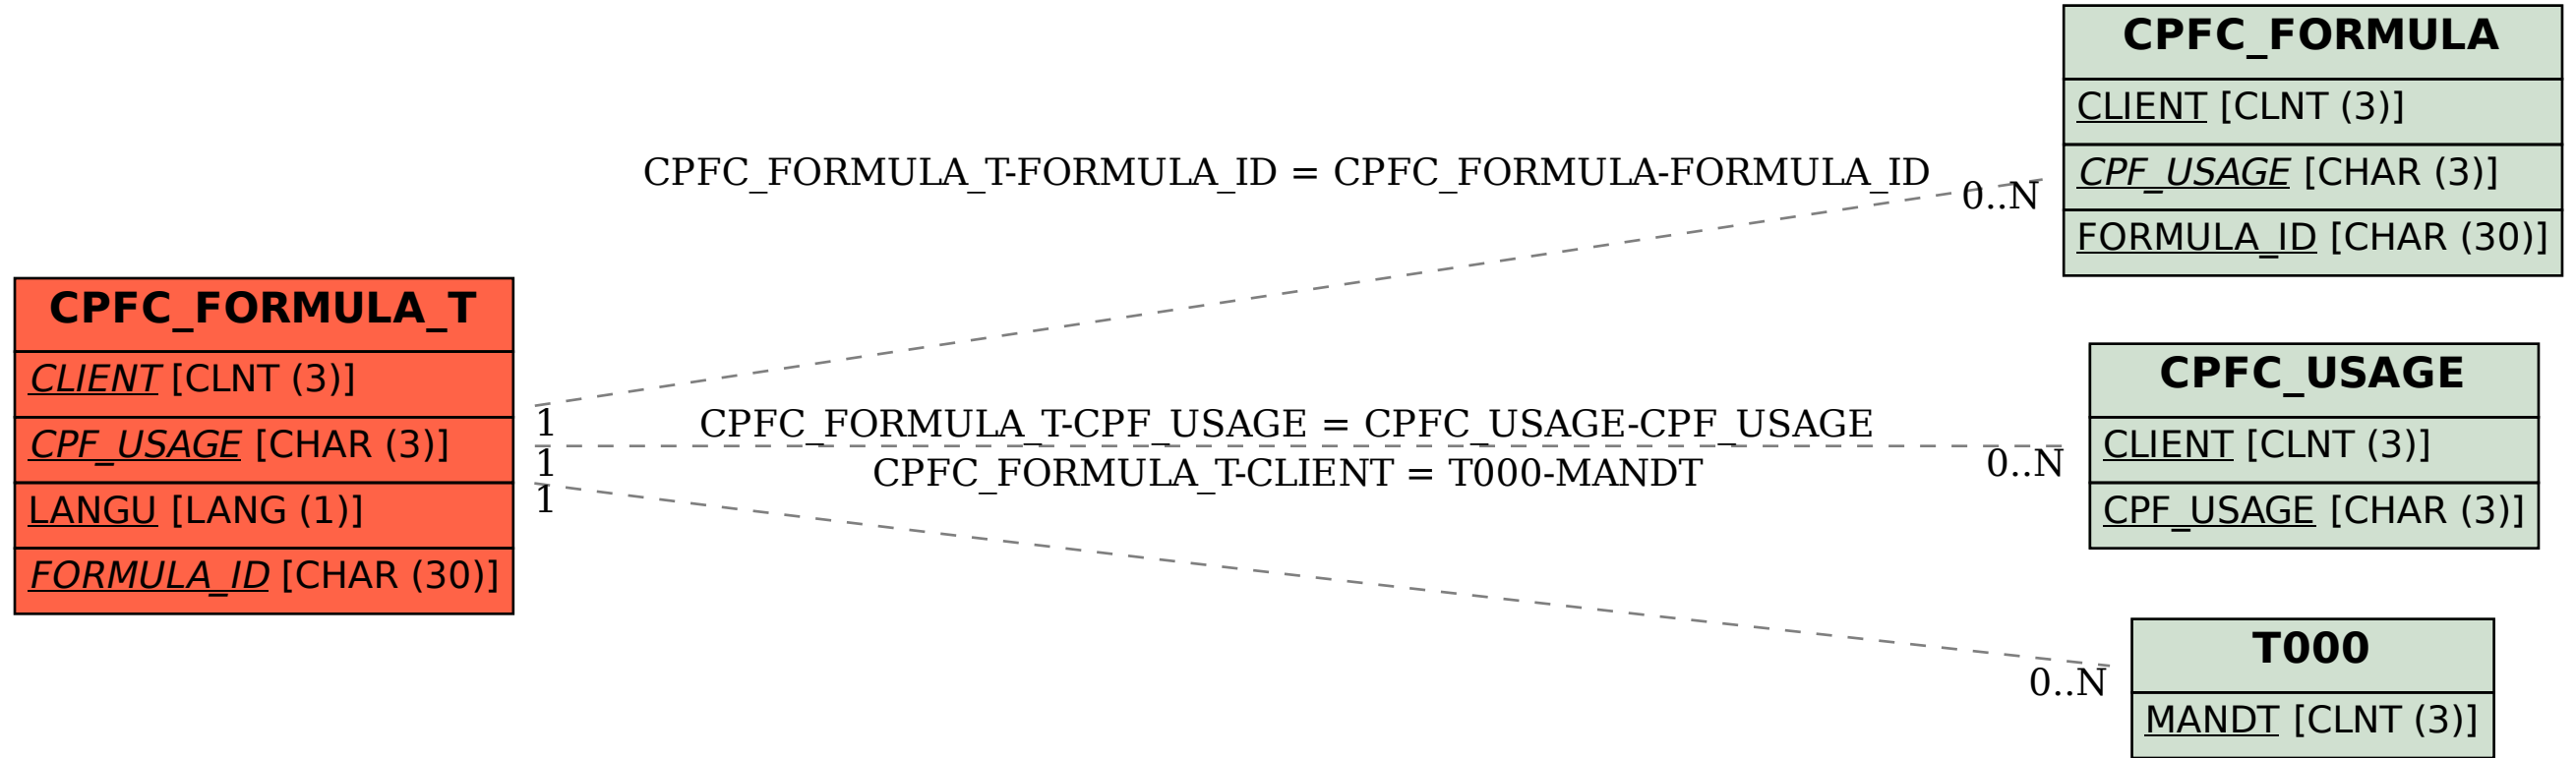 CPFC_FORMULA
CLIENT [CLNT (3)]
CPF_USAGE [CHAR (3)]
FORMULA_ID [CHAR (30)]
CPFC_FORMULA_T-FORMULA_ID = CPFC_FORMULA-FORMULA_ID
0..N
CPFC_FORMULA_T
CLIENT [CLNT (3)]
CPF_USAGE [CHAR (3)]
LANGU [LANG (1)]
FORMULA_ID [CHAR (30)]
1
CPFC_FORMULA_T-CPF_USAGE = CPFC_USAGE-CPF_USAGE
1
0..N
CPFC_FORMULA_T-CLIENT = T000-MANDT
1
0..N
CPFC_USAGE
CLIENT [CLNT (3)]
CPF_USAGE [CHAR (3)]
T000
MANDT [CLNT (3)]